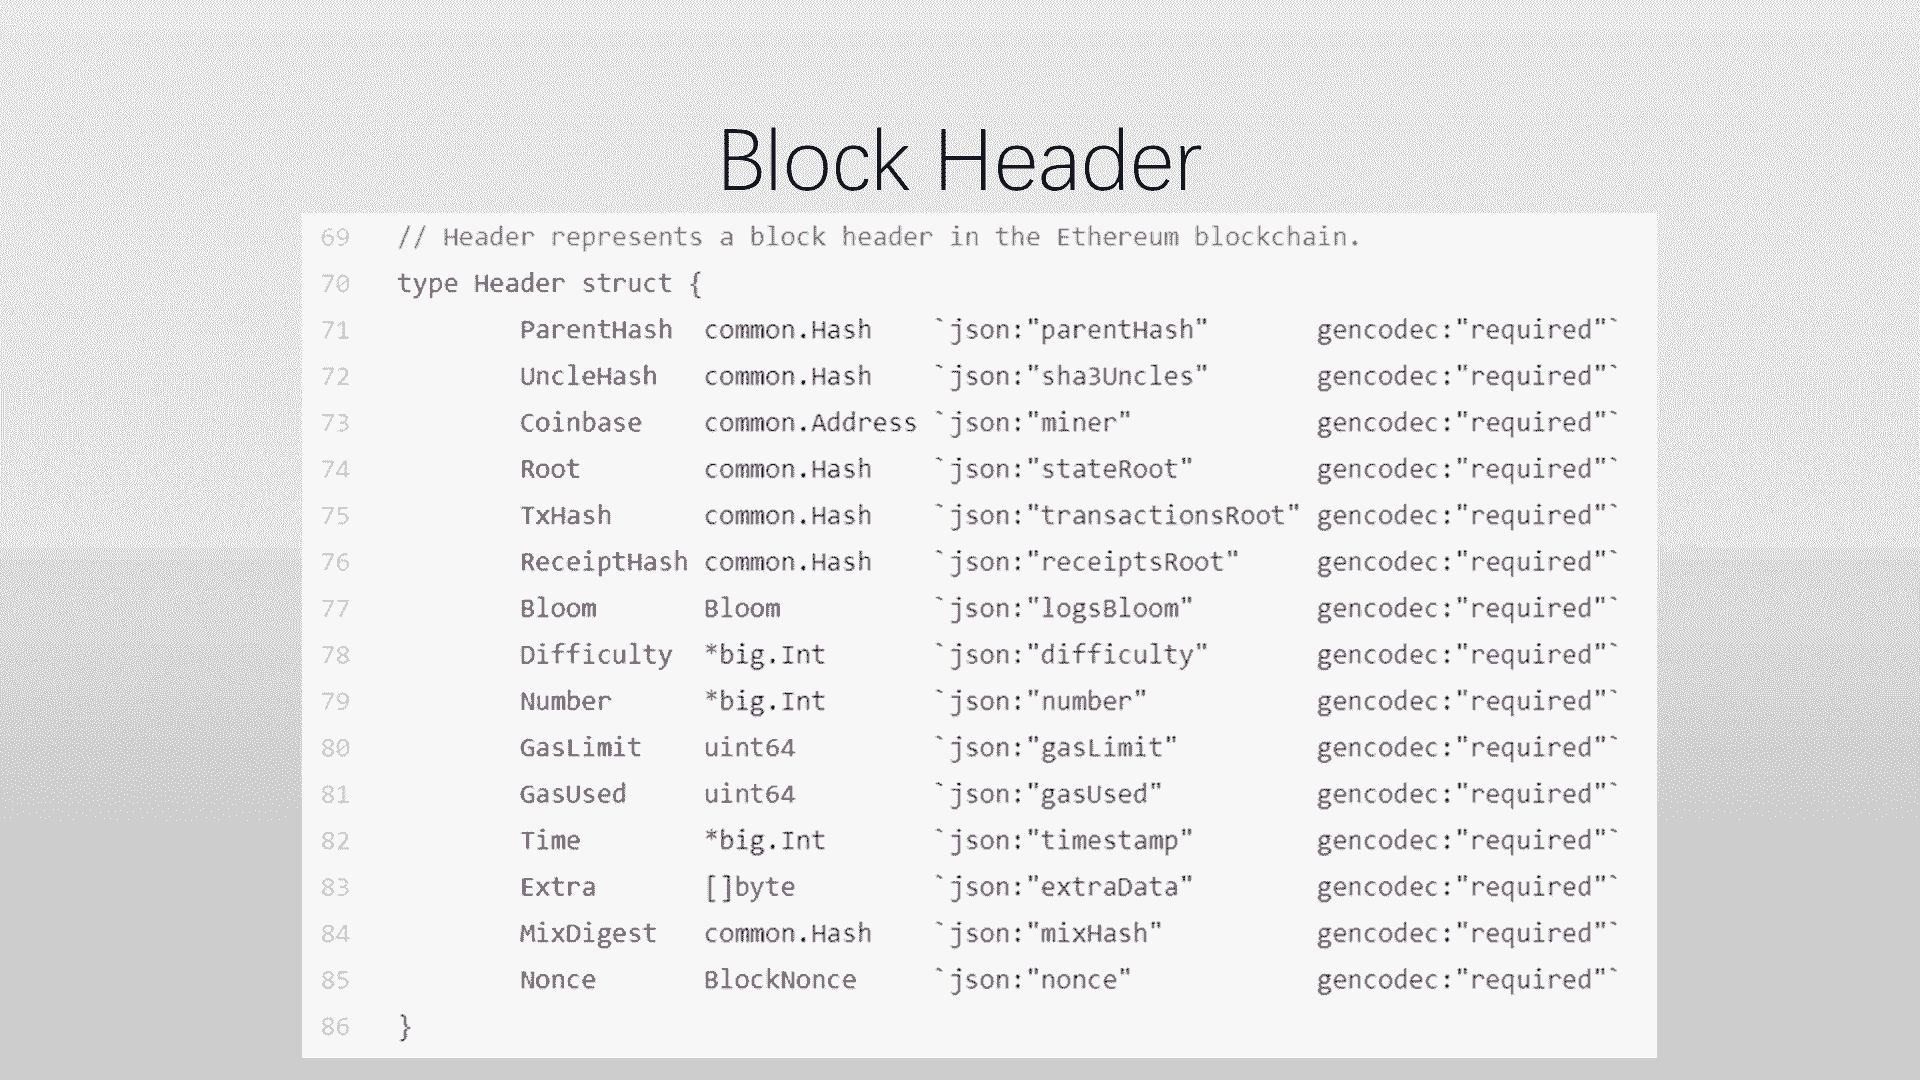 Block Header
69 // Header represents a block header in the Ethereum blockchain.
70 type Header struct {
71 ParentHash common.Hash `json:"parentHash" gencodec:"required"`
72 UncleHash common.Hash `json:"sha3Uncles" gencodec:"required"`
73 Coinbase common.Address `json:"miner" gencodec:"required"`
74 Root common.Hash `json:"stateRoot" gencodec:"required"`
75 TxHash common.Hash `json:"transactionsRoot" gencodec:"required"`
76 ReceiptHash common.Hash `json:"receiptsRoot" gencodec:"required"`
77 Bloom Bloom `json:"logsBloom" gencodec:"required"`
78 Difficulty *big.Int `json:"difficulty" gencodec:"required"`
79 Number *big.Int `json:"number" gencodec:"required"`
80 GasLimit uint64 `json:"gasLimit" gencodec:"required"`
81 GasUsed uint64 `json:"gasUsed" gencodec:"required"`
82 Time *big.Int `json:"timestamp" gencodec:"required"`
83 Extra []byte `json:"extraData" gencodec:"required"`
84 MixDigest common.Hash `json:"mixHash" gencodec:"required"`
85 Nonce BlockNonce `json:"nonce" gencodec:"required"`
86 }